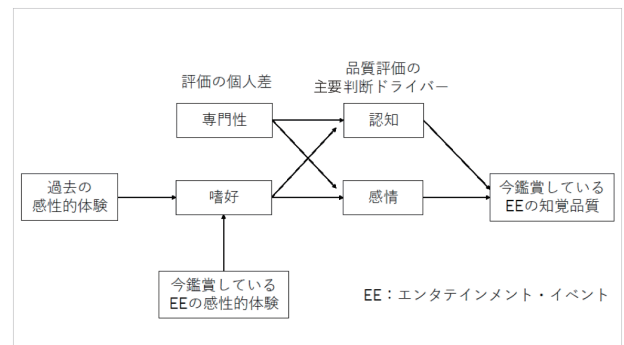 評価の個人差
品質評価の
主要判断ドライバー
専門性
認知
過去の
感性的体験
嗜好
感情
今鑑賞している
EEの知覚品質
今鑑賞している
EEの感性的体験
EE：エンタテインメント・イベント